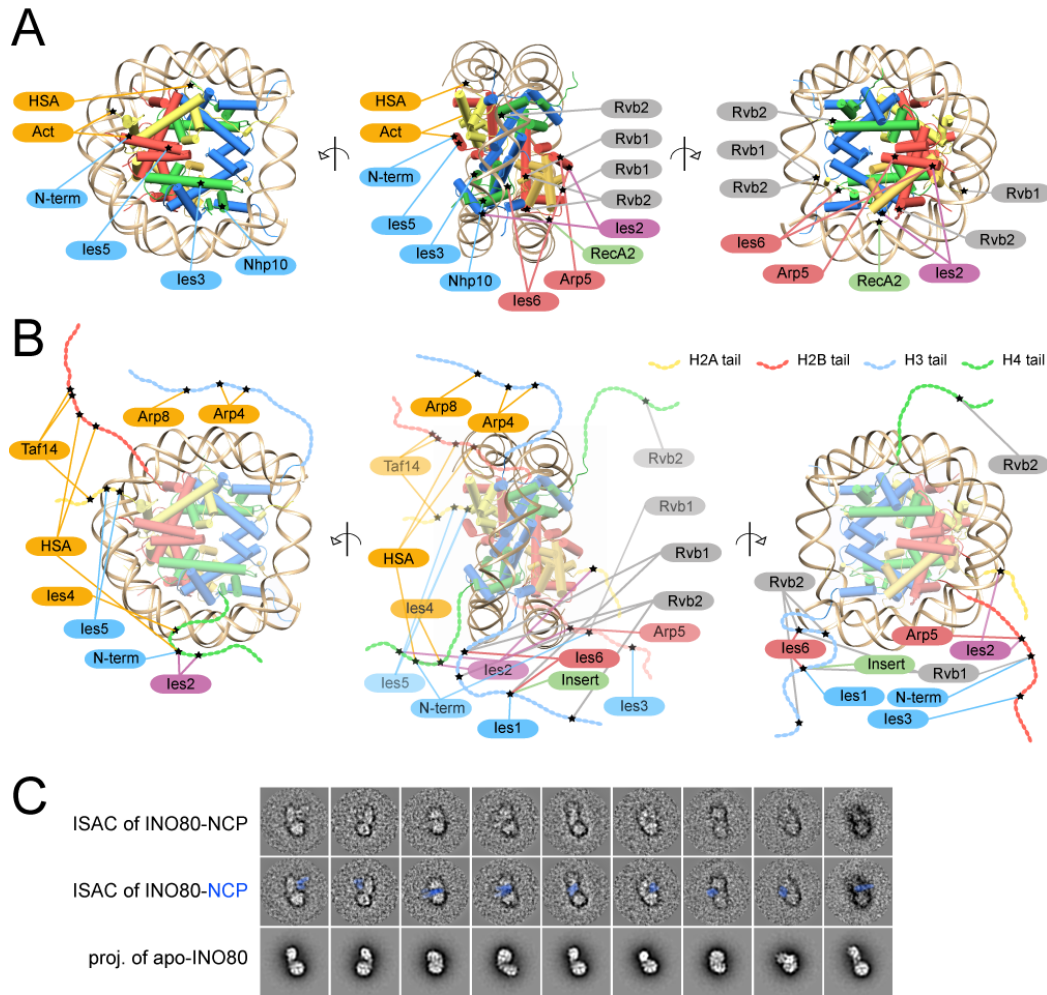 A
HSA
Act
N-term
Ies5
Ies3
Nhp10
HSA
Act
N-term
Ies5
Ies3
Nhp10
Ies6
Arp5
RecA2
Ies2
Rvb2
Rvb1
Rvb1
Rvb2
Rvb2
Rvb1
Rvb2
Ies6
Arp5
RecA2
Ies2
Rvb2
Rvb1
B
H2A tail
H2B tail
H3 tail
H4 tail
Arp8
Arp4
Taf14
HSA
Ies4
Ies5
N-term
Ies2
Arp8
Arp4
Taf14
Rvb2
Rvb1
HSA
Rvb1
Rvb2
Ies4
Arp5
Ies2
Ies6
Ies5
Insert
N-term
Ies3
Ies1
Rvb2
Rvb2
Arp5
Ies6
Ies2
Insert
Rvb1
Ies1
N-term
Ies3
C
ISAC of INO80-NCP
ISAC of INO80-NCP
proj. of apo-INO80